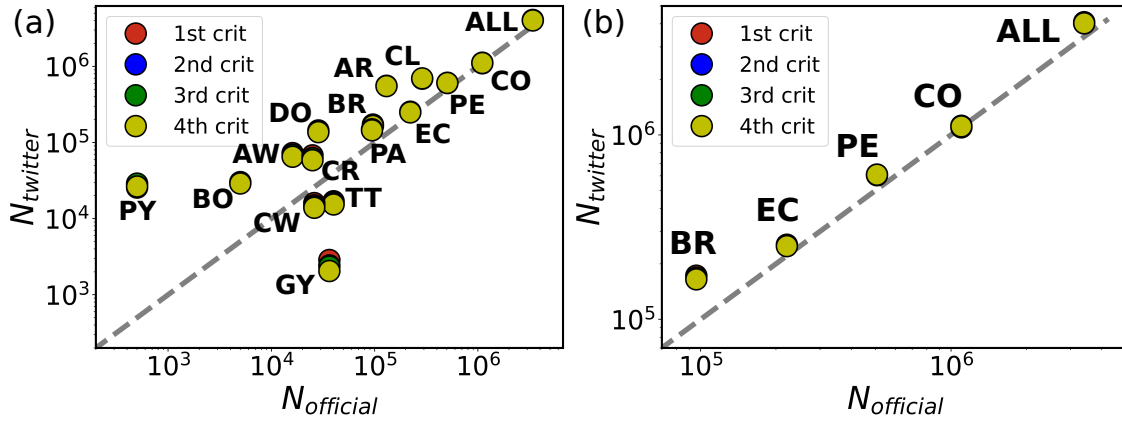 (a)
1st crit
2nd crit
3rd crit
4th crit
ALL
CL
AR
CO
BR
PE
DO
EC
AW
PA
CR
BO
TT
PY
CW
GY
10^6
10^5
10^4
10^3
N_twitter
10^3 10^4 10^5 10^6
N_official
(b)
1st crit
2nd crit
3rd crit
4th crit
ALL
CO
PE
EC
BR
10^6
10^5
N_twitter
10^5 10^6
N_official